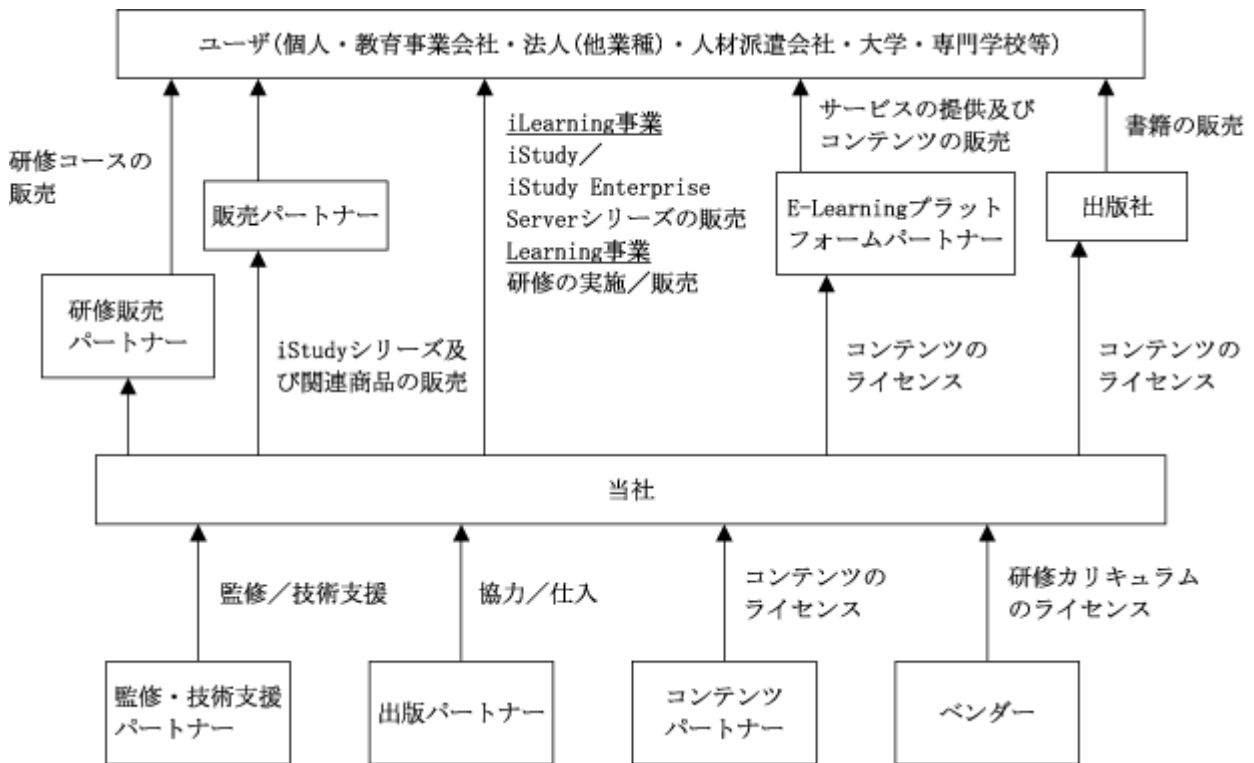 ユーザ(個人・教育事業会社・法人(他業種)・人材派遣会社・大学・専門学校等)
研修コースの
販売
販売パートナー
iLearning事業
iStudy／
iStudy Enterprise
Serverシリーズの販売
Learning事業
研修の実施／販売
サービスの提供及び
コンテンツの販売
E-Learningプラット
フォームパートナー
書籍の販売
出版社
研修販売
パートナー
iStudyシリーズ及
び関連商品の販売
コンテンツの
ライセンス
コンテンツの
ライセンス
当社
監修／技術支援
協力／仕入
コンテンツの
ライセンス
研修カリキュラム
のライセンス
監修・技術支援
パートナー
出版パートナー
コンテンツ
パートナー
ベンダー